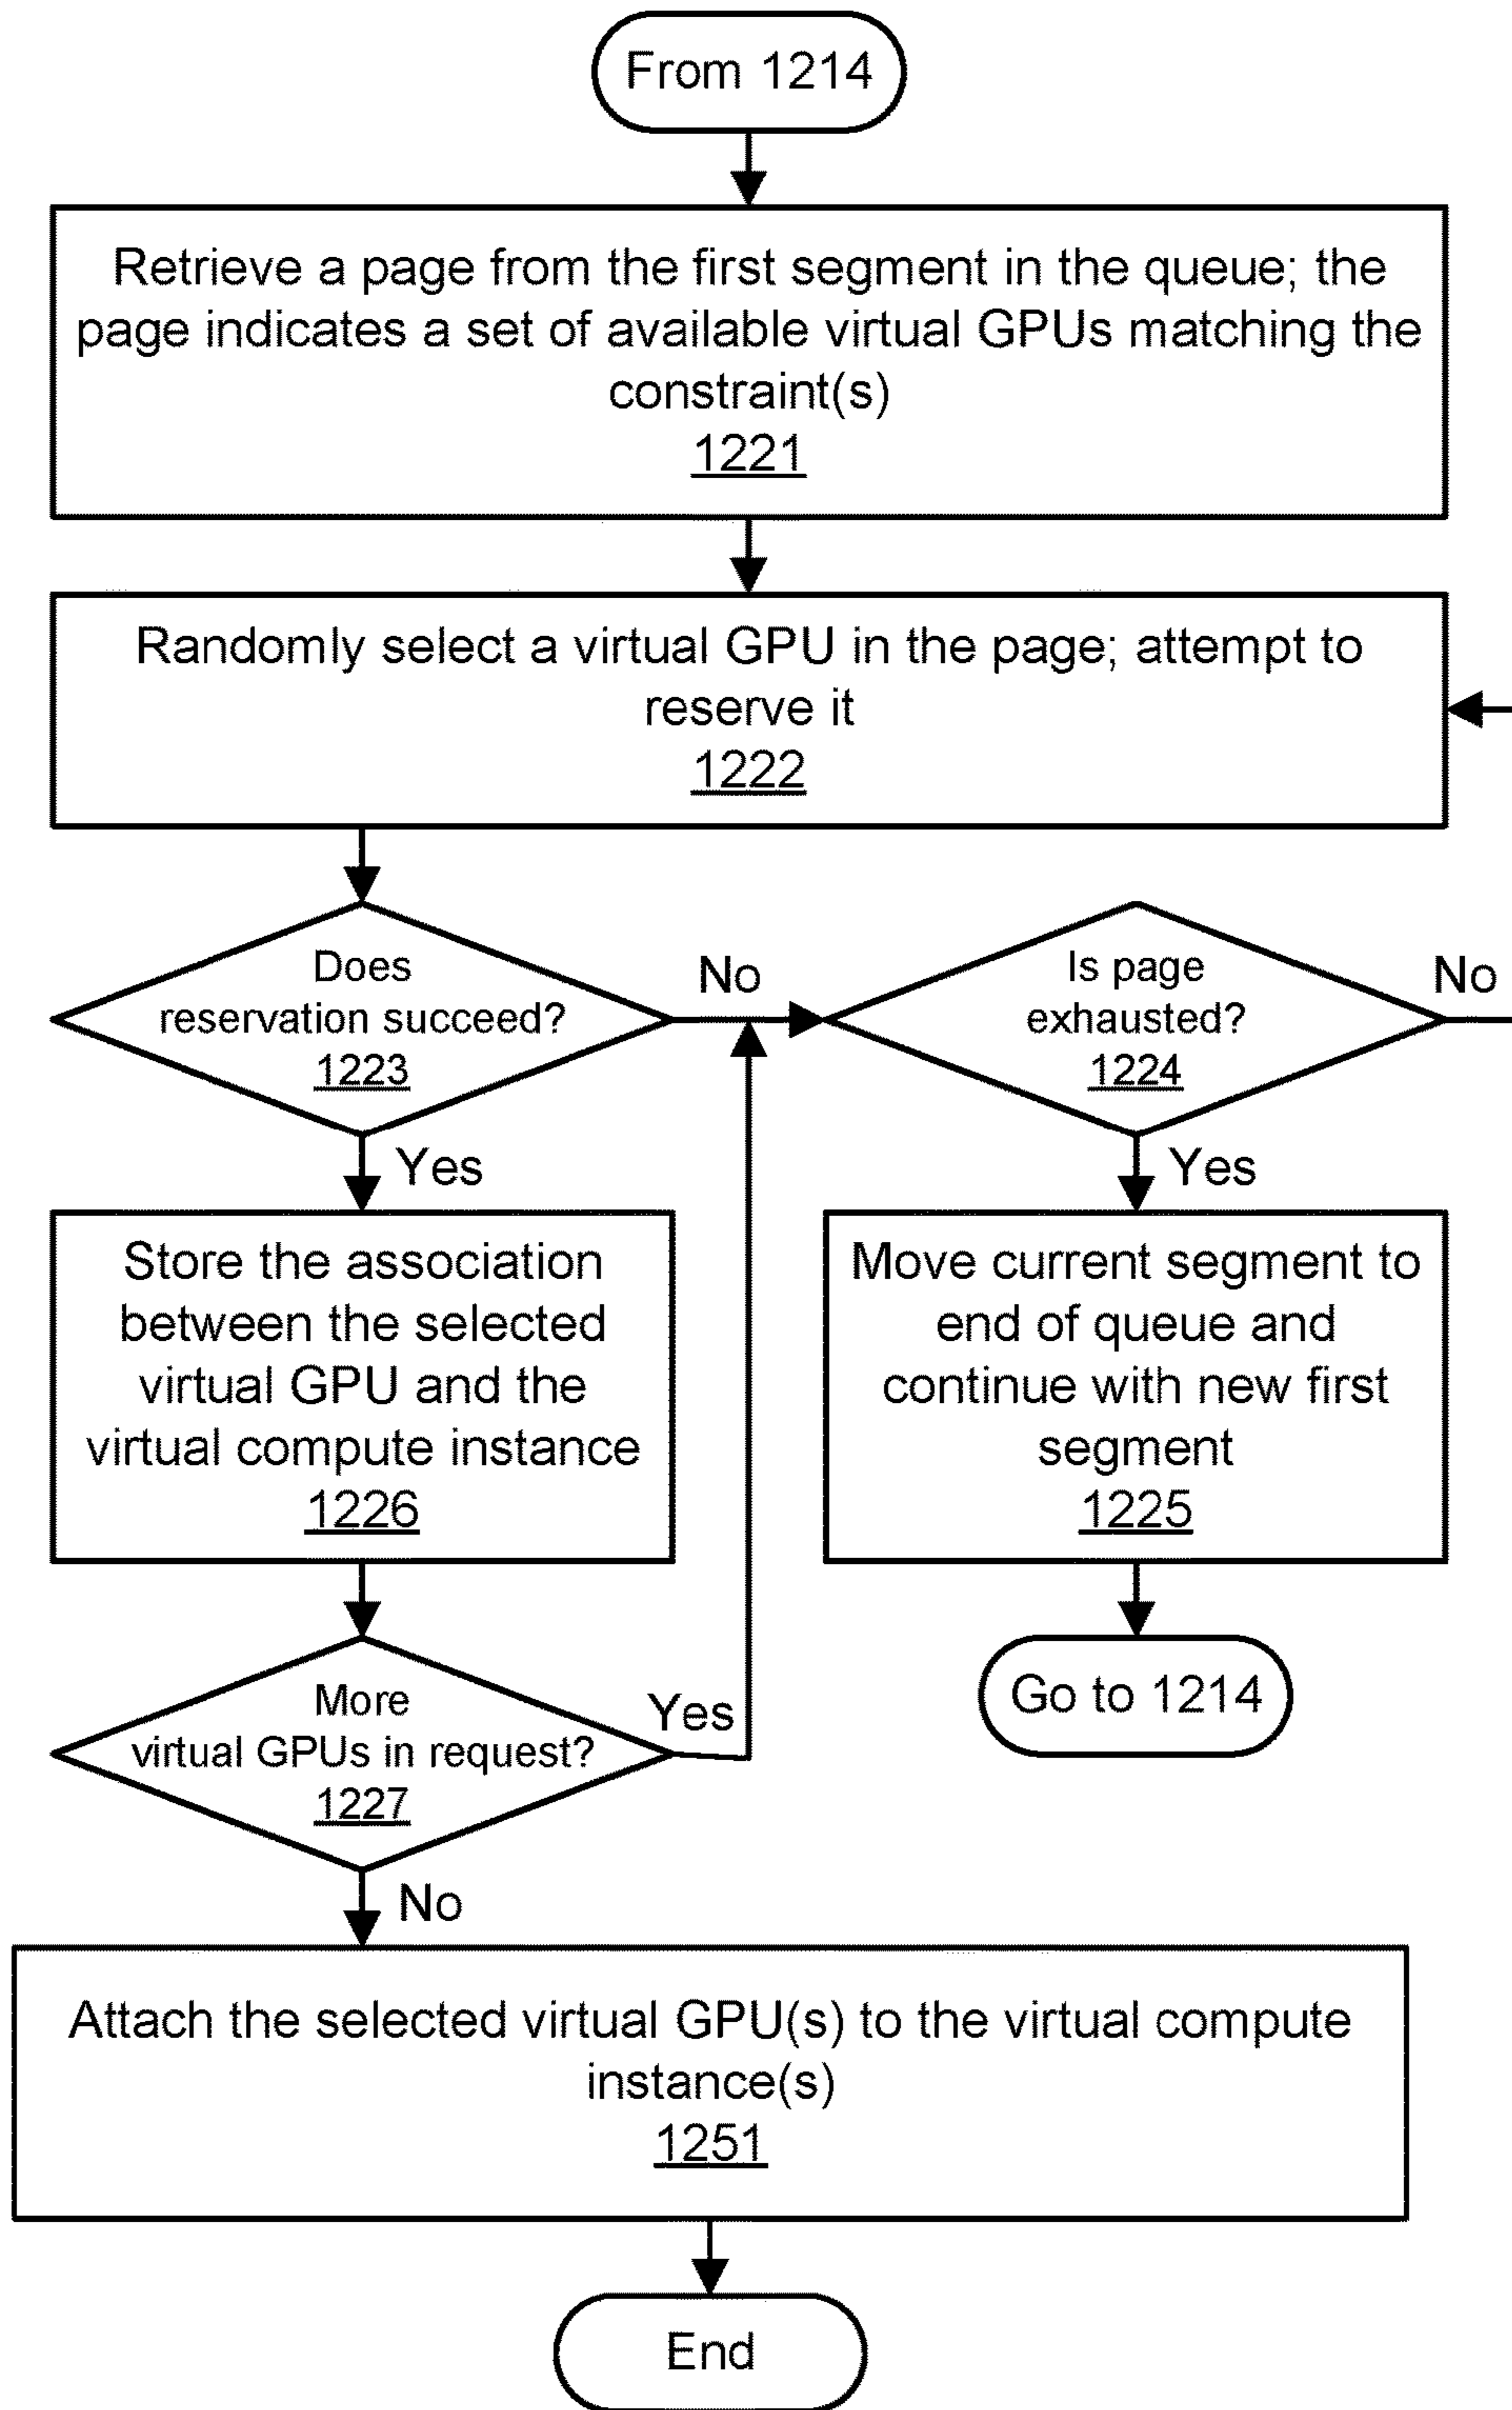 From 1214
Retrieve a page from the first segment in the queue; the
page indicates a set of available virtual GPUs matching the
constraint(s)
1221
Randomly select a virtual GPU in the page; attempt to
reserve it
1222
Does
reservation succeed?
1223
No
Is page
exhausted?
1224
No
Yes
Yes
Store the association
between the selected
virtual GPU and the
virtual compute instance
1226
Move current segment to
end of queue and
continue with new first
segment
1225
More
virtual GPUs in request?
1227
Yes
Go to 1214
No
Attach the selected virtual GPU(s) to the virtual compute
instance(s)
1251
End